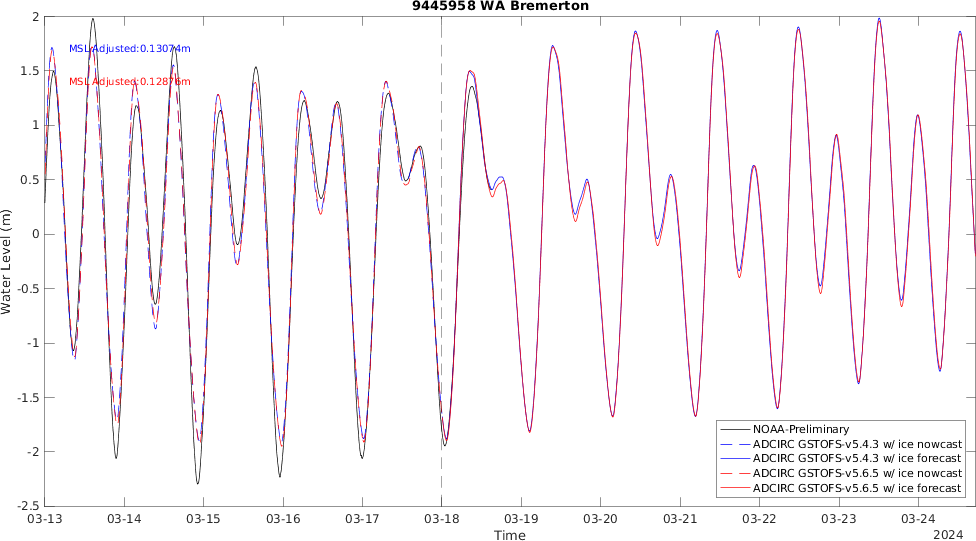 9445958 WA Bremerton
MSL Adjusted:0.13074m
MSL Adjusted:0.12876m
Water Level (m)
2
1.5
1
0.5
0
-0.5
-1
-1.5
-2
-2.5
NOAA-Preliminary
ADCIRC GSTOFS-v5.4.3 w/ ice nowcast
ADCIRC GSTOFS-v5.4.3 w/ ice forecast
ADCIRC GSTOFS-v5.6.5 w/ ice nowcast
ADCIRC GSTOFS-v5.6.5 w/ ice forecast
03-13 03-14 03-15 03-16 03-17 03-18 03-19 03-20 03-21 03-22 03-23 03-24
Time
2024